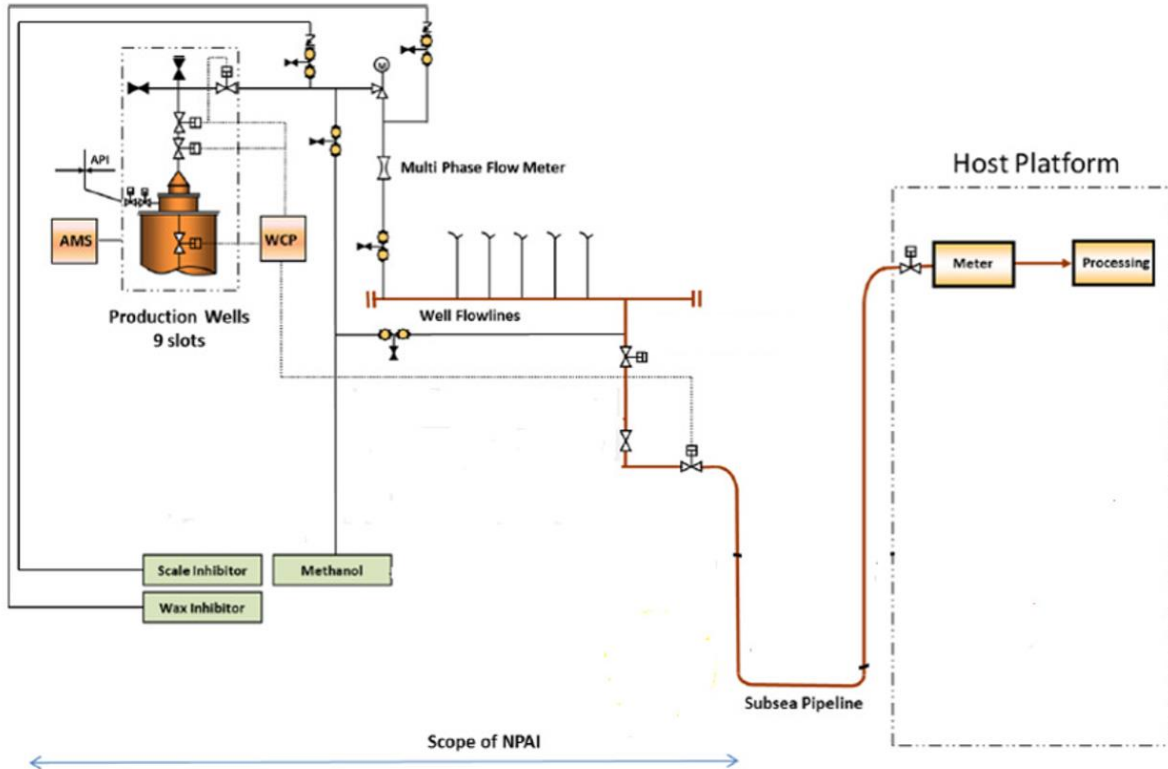 M
Multi Phase Flow Meter
API
AMS
WCP
Production Wells
9 slots
Well Flowlines
Host Platform
Meter
Processing
Scale Inhibitor
Methanol
Wax Inhibitor
Subsea Pipeline
Scope of NPAI